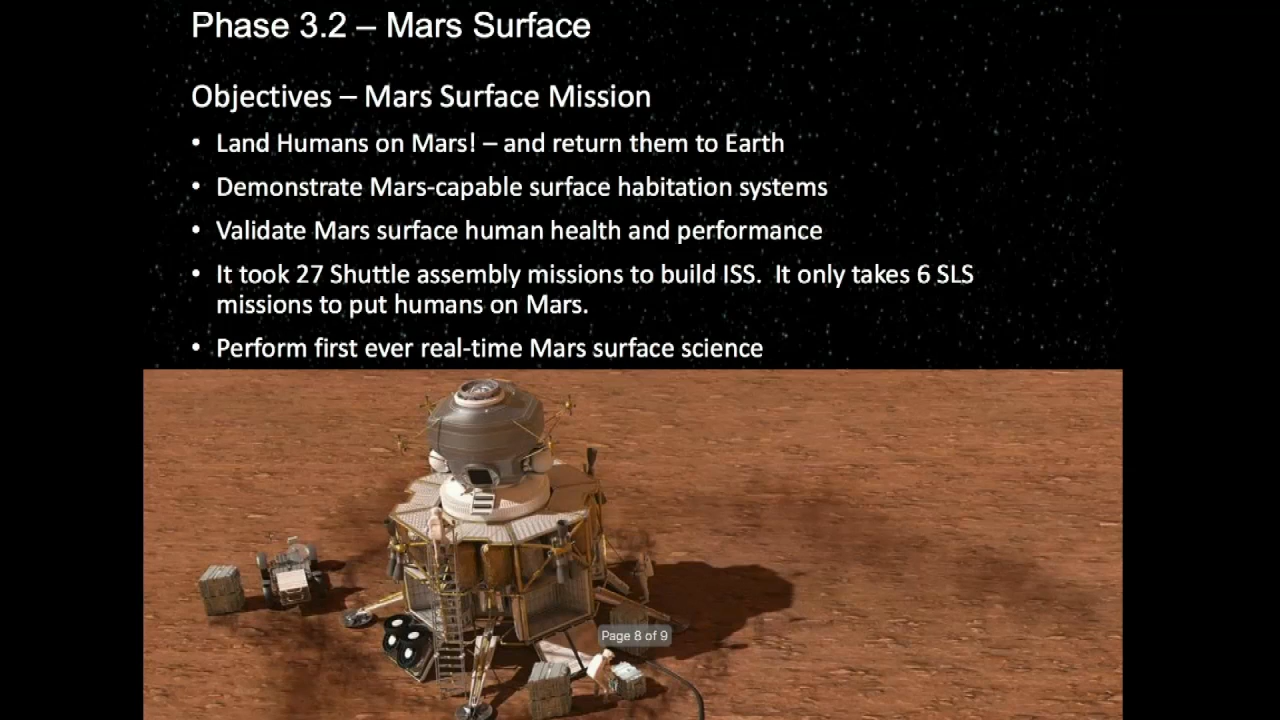 Phase 3.2 – Mars Surface
Objectives – Mars Surface Mission
• Land Humans on Mars! – and return them to Earth
• Demonstrate Mars-capable surface habitation systems
• Validate Mars surface human health and performance
• It took 27 Shuttle assembly missions to build ISS.  It only takes 6 SLS
missions to put humans on Mars.
• Perform first ever real-time Mars surface science
Page 8 of 9